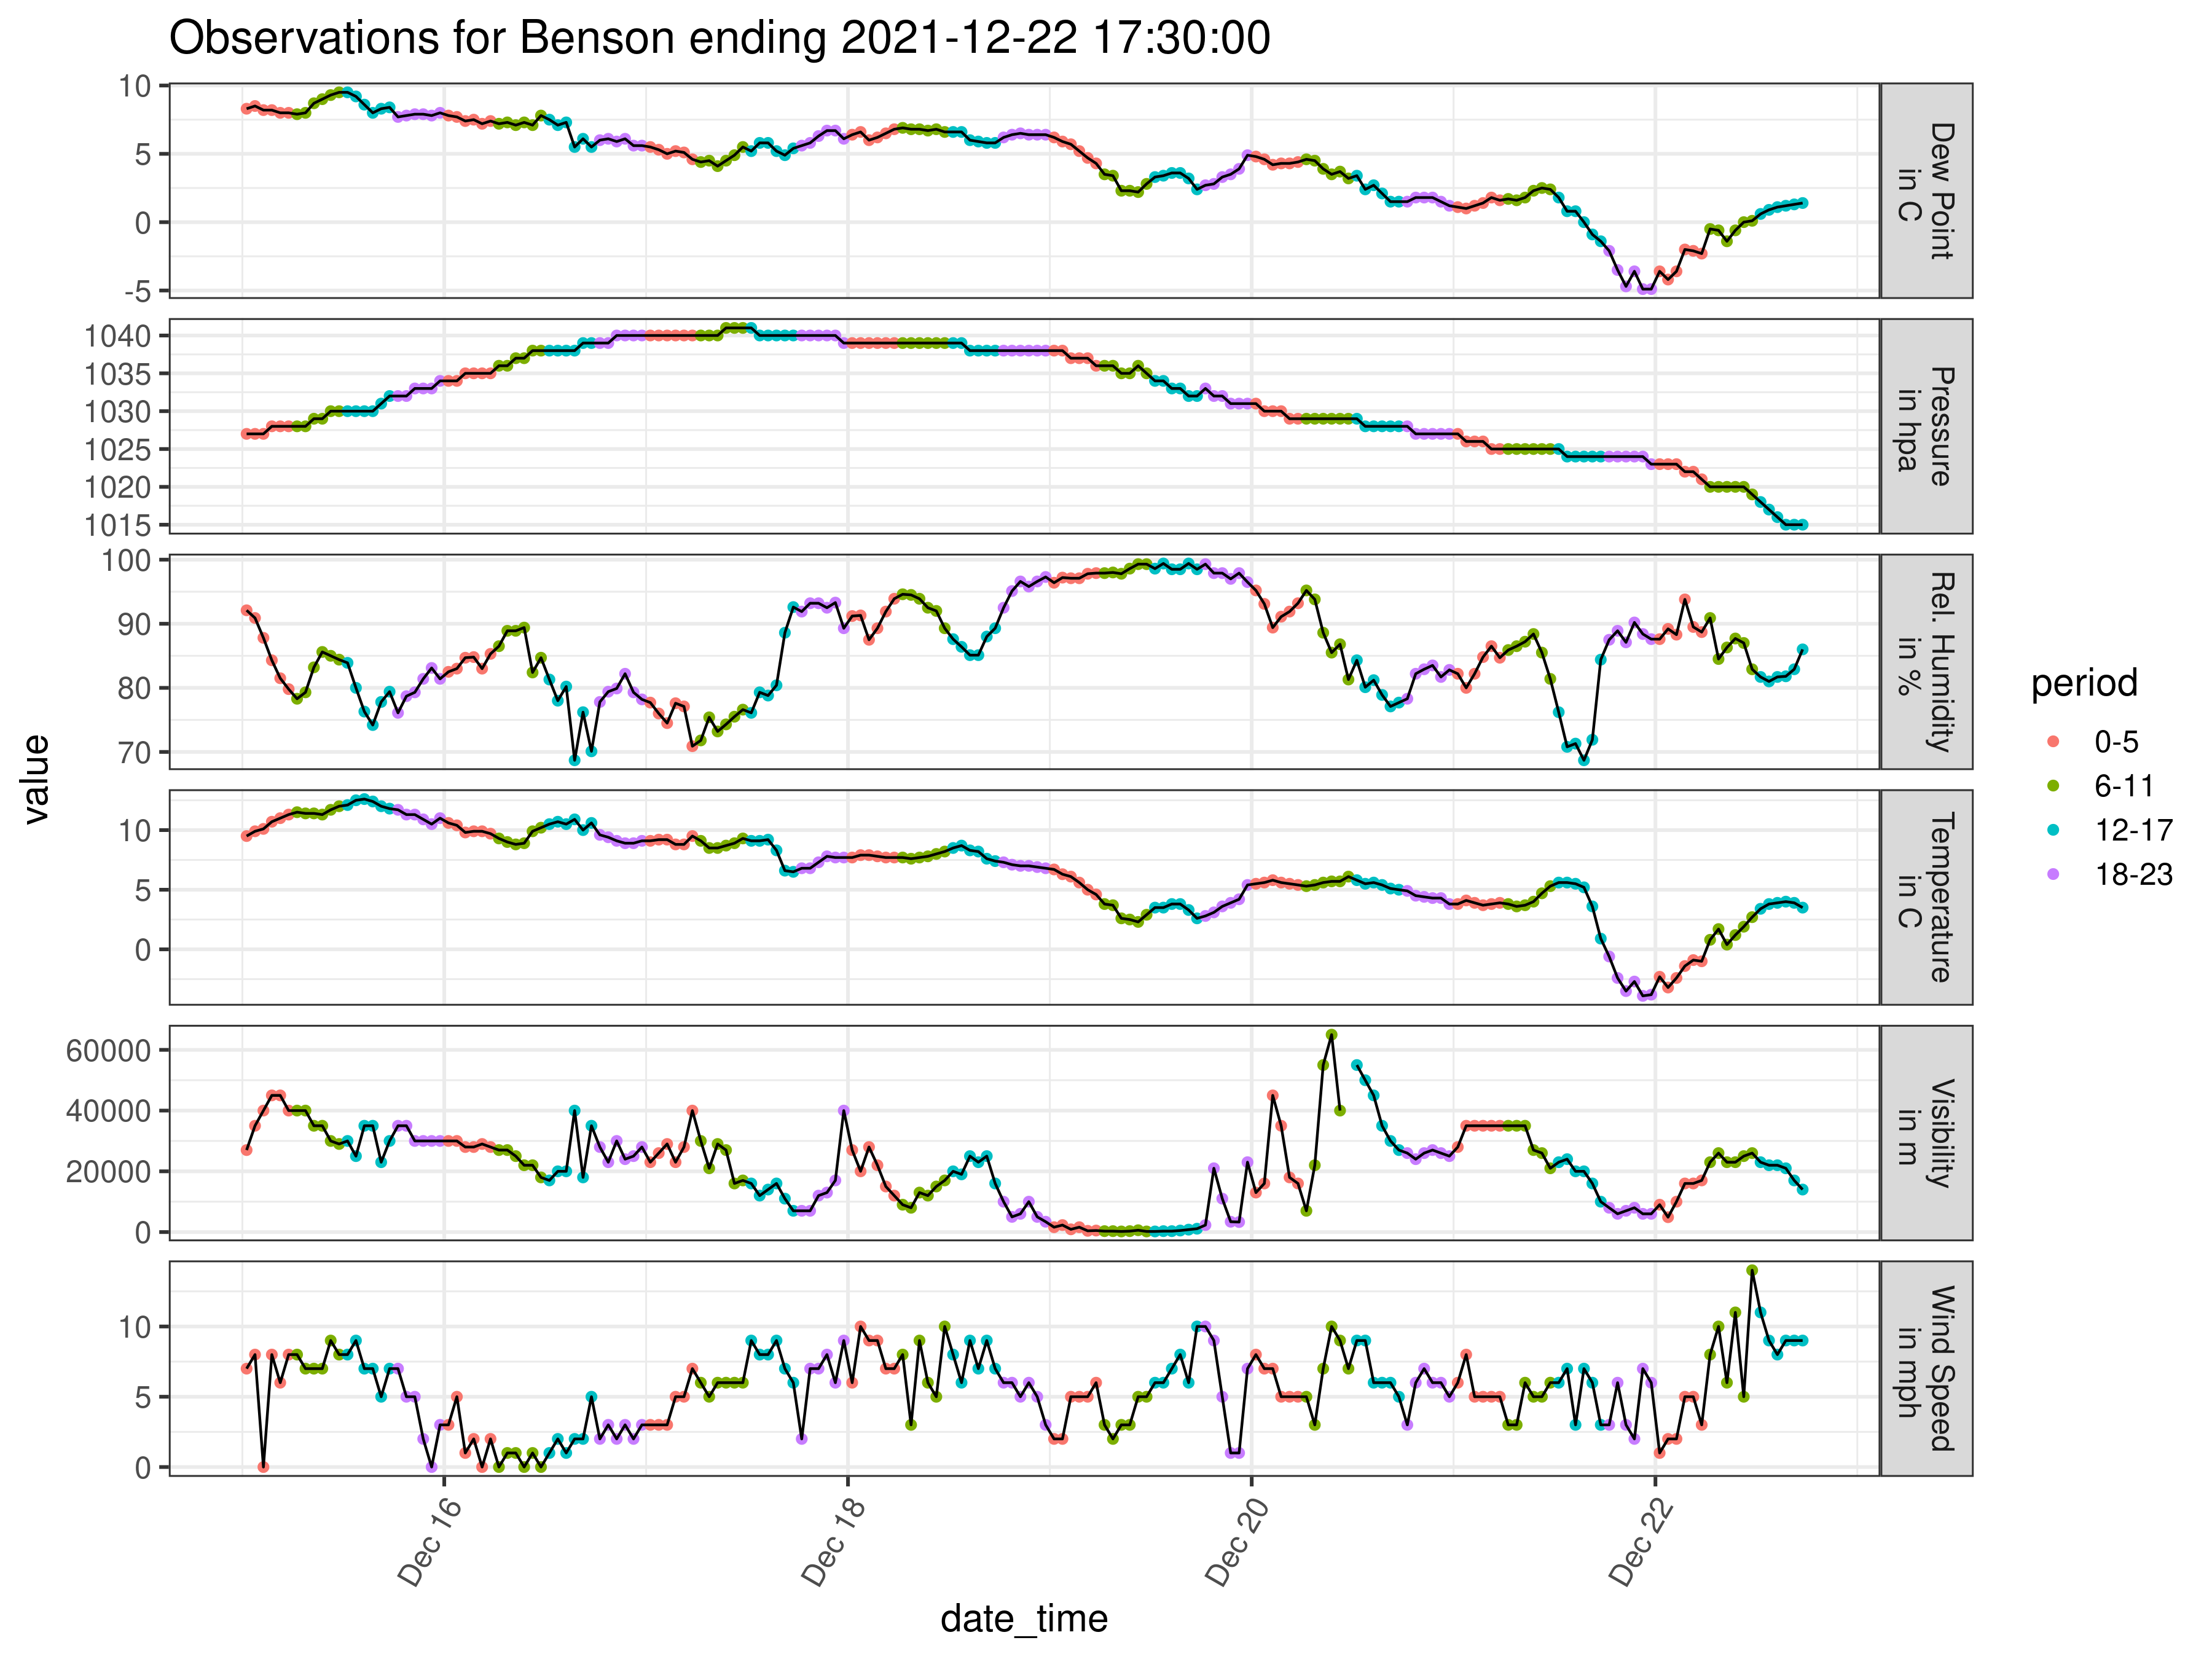 Observations for Benson ending 2021-12-22 17:30:00
10
5
0
-5
Dew Point
in C
1040
1035
1030
1025
1020
1015
Pressure
in hpa
100
90
80
70
Rel. Humidity
in %
10
5
0
Temperature
in C
60000
40000
20000
0
Visibility
in m
10
5
0
Wind Speed
in mph
value
Dec 16
Dec 18
Dec 20
Dec 22
date_time
period
0-5
6-11
12-17
18-23